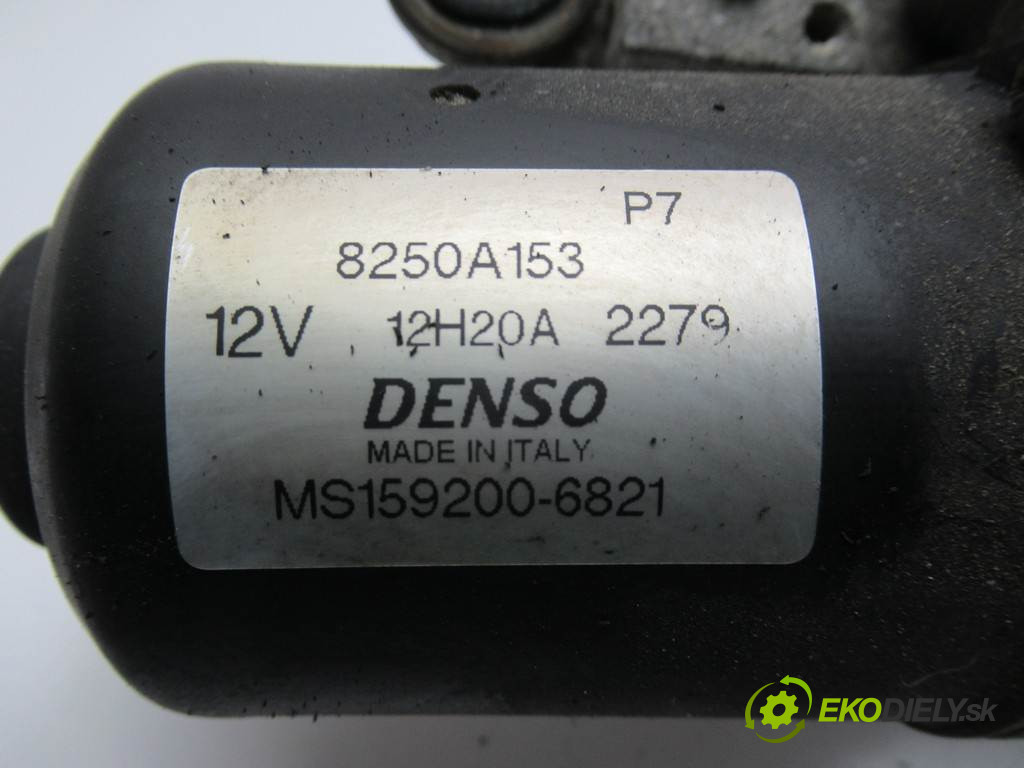 P7
8250A153
12V 12H20A 2279
DENSO
MADE IN ITALY
MS159200-6821
EKODIELY.sk